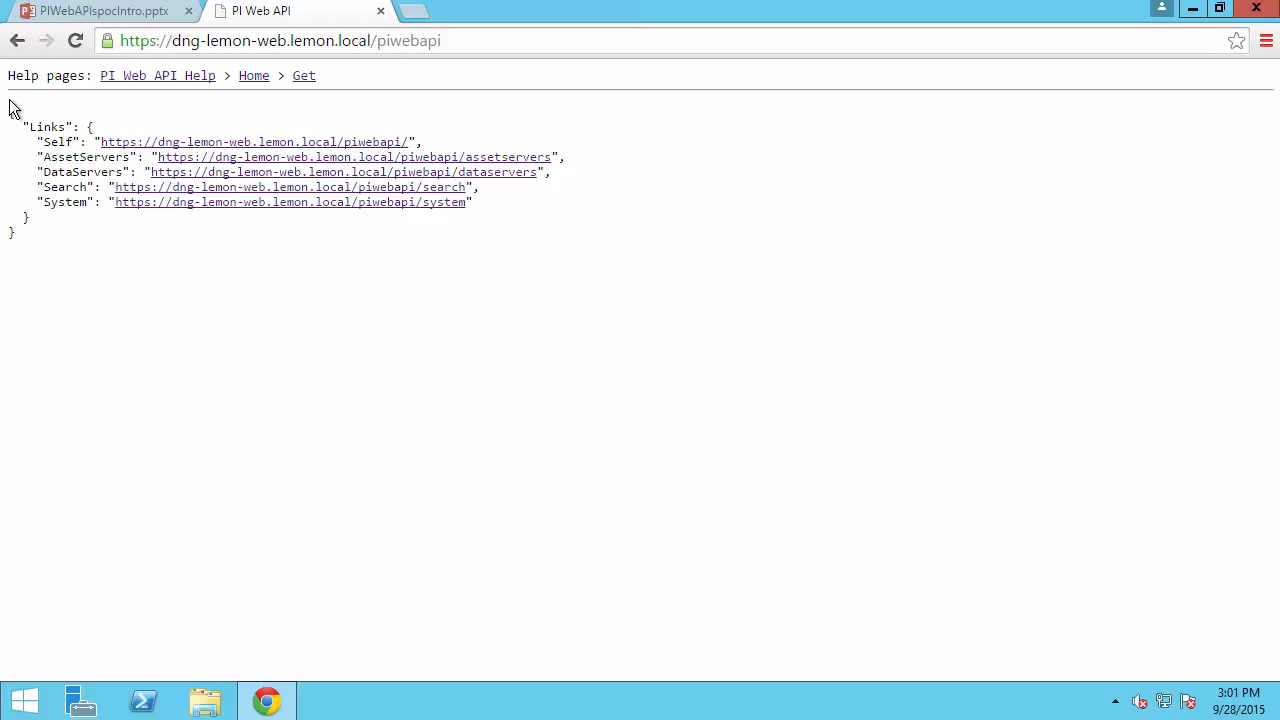 PIWebAPIspocIntro.pptx
PI Web API
https://dng-lemon-web.lemon.local/piwebapi
Help pages: PI Web API Help > Home > Get
"Links": {
"Self": "https://dng-lemon-web.lemon.local/piwebapi/",
"AssetServers": "https://dng-lemon-web.lemon.local/piwebapi/assetservers",
"DataServers": "https://dng-lemon-web.lemon.local/piwebapi/dataservers",
"Search": "https://dng-lemon-web.lemon.local/piwebapi/search",
"System": "https://dng-lemon-web.lemon.local/piwebapi/system"
}
}
3:01 PM
9/28/2015